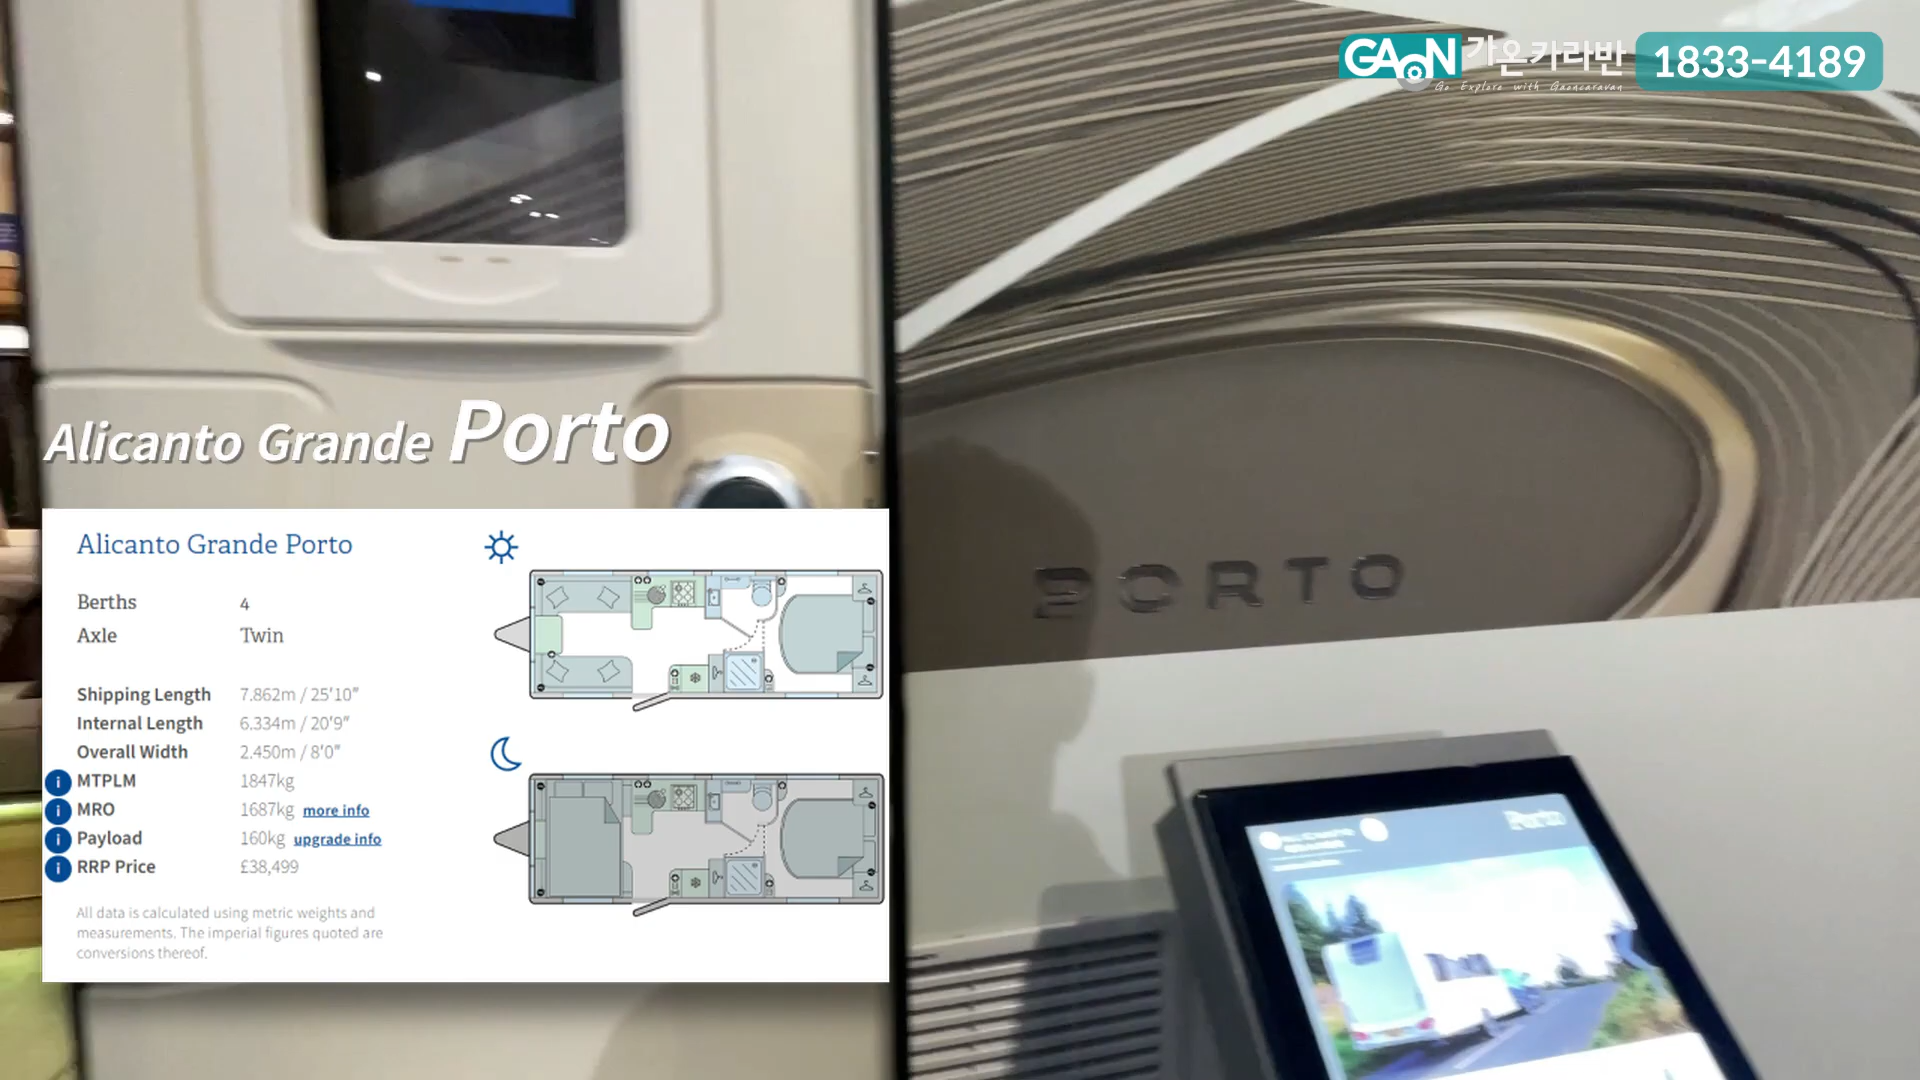 GAON 가온카라반 1833-4189
Go Explore with Gaoncaravan
Alicanto Grande Porto
Alicanto Grande Porto
Berths 4
Axle Twin
Shipping Length 7.862m / 25'10"
Internal Length 6.334m / 20'9"
Overall Width 2.450m / 8'0"
i MTPLM 1847kg
i MRO 1687kg more info
i Payload 160kg upgrade info
i RRP Price £38,499
All data is calculated using metric weights and
measurements. The imperial figures quoted are
conversions thereof.
PORTO
Porto